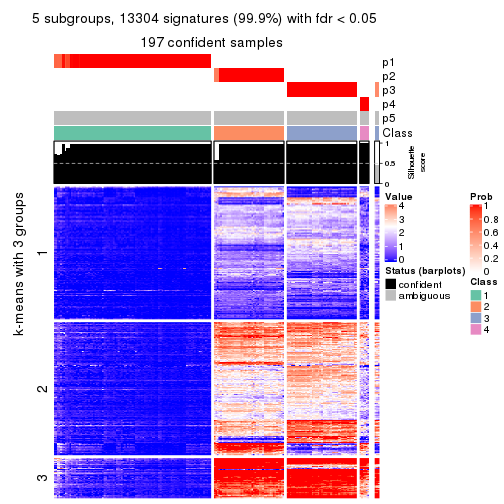 5 subgroups, 13304 signatures (99.9%) with fdr < 0.05
197 confident samples
p1
p2
p3
p4
p5
Class
1
0.5
0
Silhouette
score
k-means with 3 groups
1
2
3
Value
4
3
2
1
0
Status (barplots)
confident
ambiguous
Prob
1
0.8
0.6
0.4
0.2
0
Class
1
2
3
4